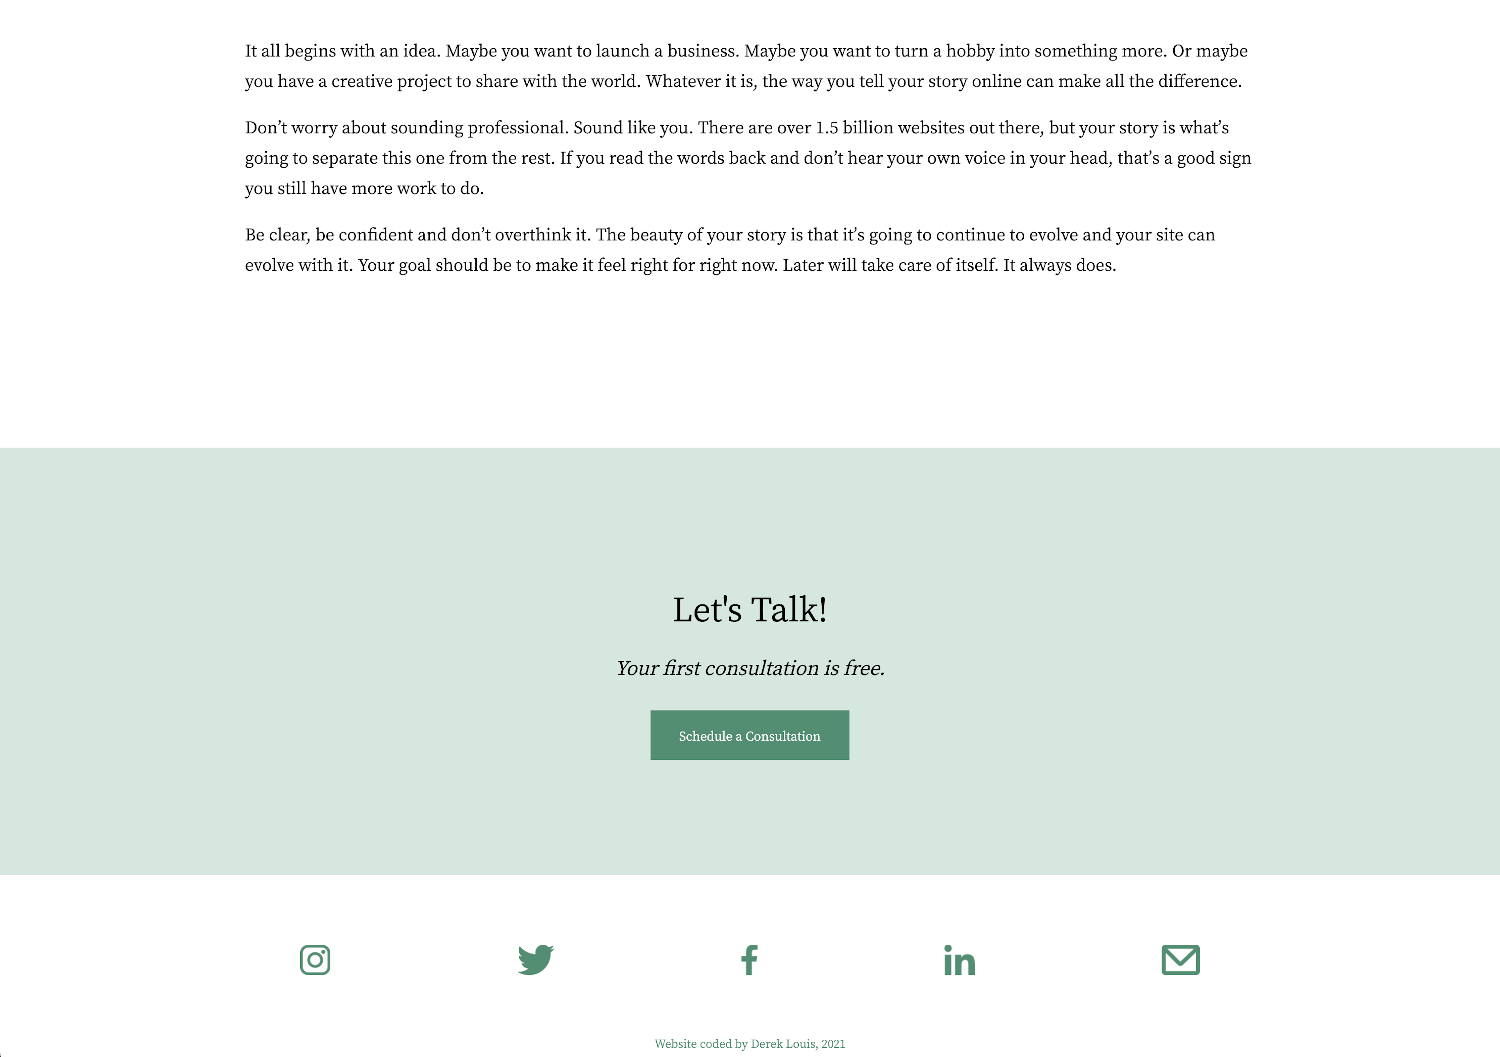 It all begins with an idea. Maybe you want to launch a business. Maybe you want to turn a hobby into something more. Or maybe
you have a creative project to share with the world. Whatever it is, the way you tell your story online can make all the difference.
Don’t worry about sounding professional. Sound like you. There are over 1.5 billion websites out there, but your story is what’s
going to separate this one from the rest. If you read the words back and don’t hear your own voice in your head, that’s a good sign
you still have more work to do.
Be clear, be confident and don’t overthink it. The beauty of your story is that it’s going to continue to evolve and your site can
evolve with it. Your goal should be to make it feel right for right now. Later will take care of itself. It always does.
Let's Talk!
Your first consultation is free.
Schedule a Consultation
Website coded by Derek Louis, 2021